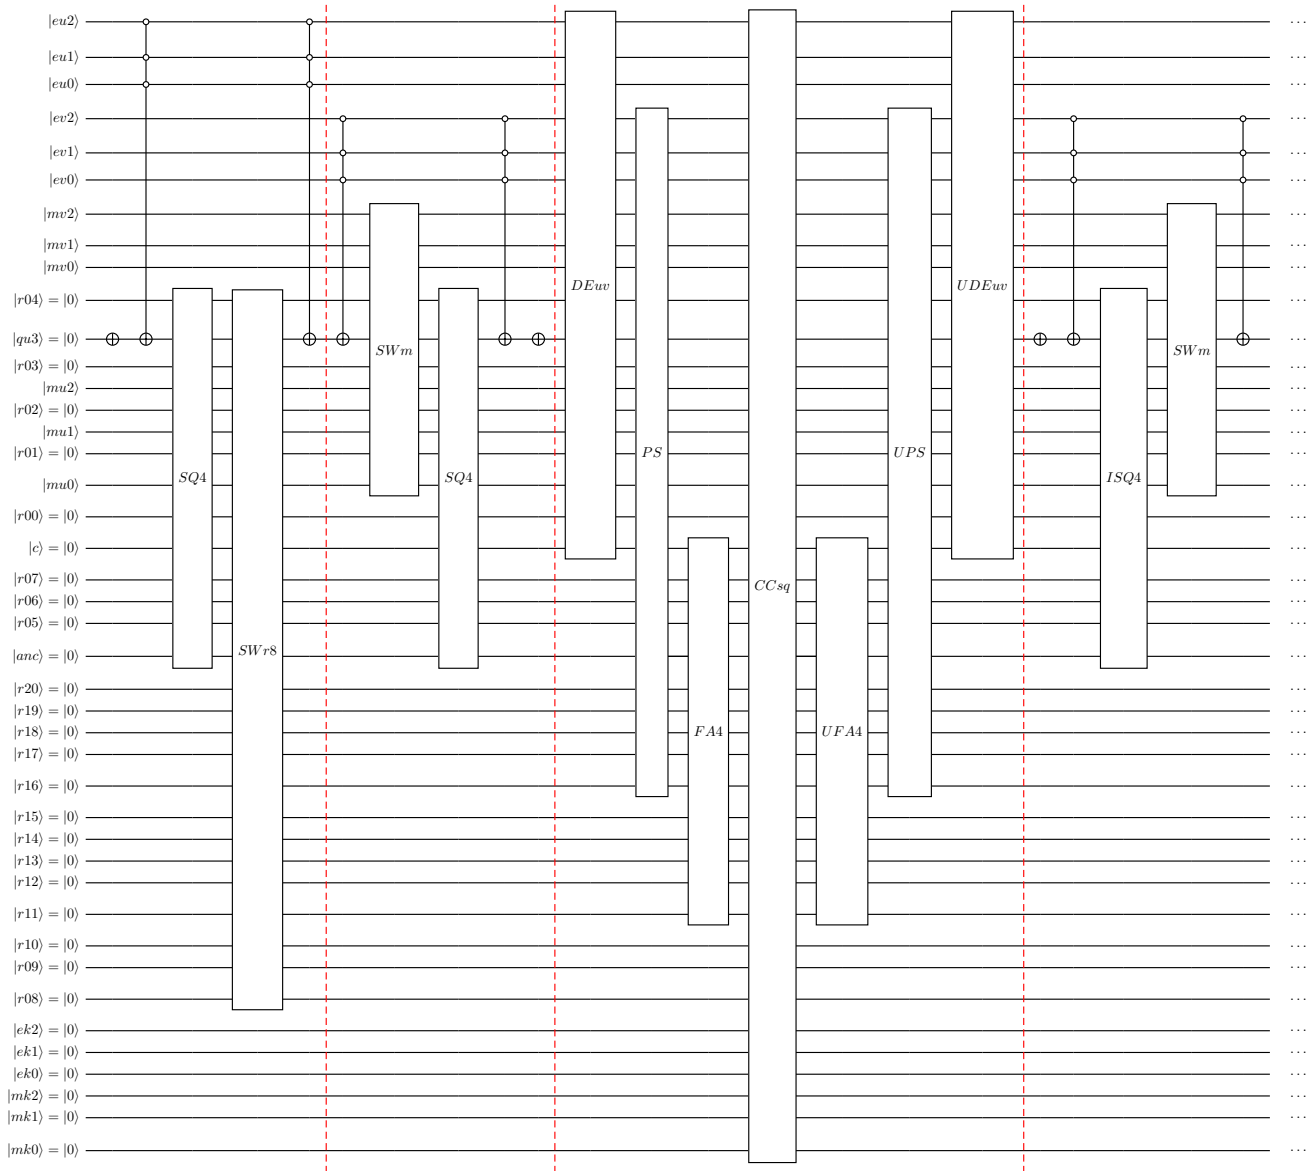 |eu2⟩ ...
|eu1⟩ ...
|eu0⟩ ...
|ev2⟩ ...
|ev1⟩ ...
|ev0⟩ ...
|mv2⟩ ...
|mv1⟩ ...
|mv0⟩ ...
DEuv UDEuv
|r04⟩ = |0⟩ ...
|qu3⟩ = |0⟩ ...
SWm SWm
|r03⟩ = |0⟩ ...
|mu2⟩ ...
|r02⟩ = |0⟩ ...
|mu1⟩ ...
|r01⟩ = |0⟩ PS UPS ...
SQ4 SQ4 ISQ4
|mu0⟩ ...
|r00⟩ = |0⟩ ...
|c⟩ = |0⟩ ...
|r07⟩ = |0⟩ ...
CCsq
|r06⟩ = |0⟩ ...
|r05⟩ = |0⟩ ...
SWr8
|anc⟩ = |0⟩ ...
|r20⟩ = |0⟩ ...
|r19⟩ = |0⟩ ...
|r18⟩ = |0⟩ FA4 UFA4 ...
|r17⟩ = |0⟩ ...
|r16⟩ = |0⟩ ...
|r15⟩ = |0⟩ ...
|r14⟩ = |0⟩ ...
|r13⟩ = |0⟩ ...
|r12⟩ = |0⟩ ...
|r11⟩ = |0⟩ ...
|r10⟩ = |0⟩ ...
|r09⟩ = |0⟩ ...
|r08⟩ = |0⟩ ...
|ek2⟩ = |0⟩ ...
|ek1⟩ = |0⟩ ...
|ek0⟩ = |0⟩ ...
|mk2⟩ = |0⟩ ...
|mk1⟩ = |0⟩ ...
|mk0⟩ = |0⟩ ...